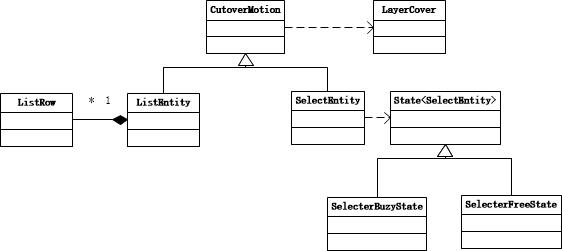 CutoverMotion
LayerCover
ListRow
* 1
ListEntity
SelectEntity
State<SelectEntity>
SelecterBuzyState
SelecterFreeState